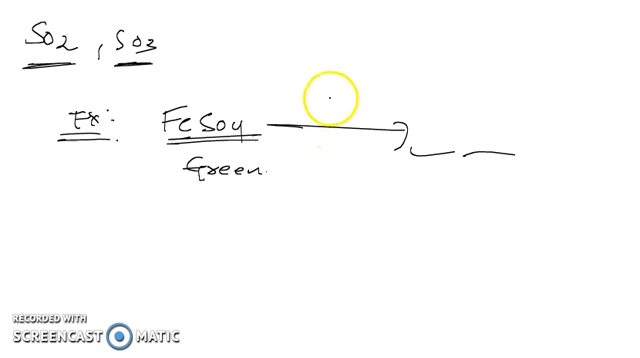 SO2, SO3
Ex: FeSO4
Green.
RECORDED WITH
SCREENCAST MATIC